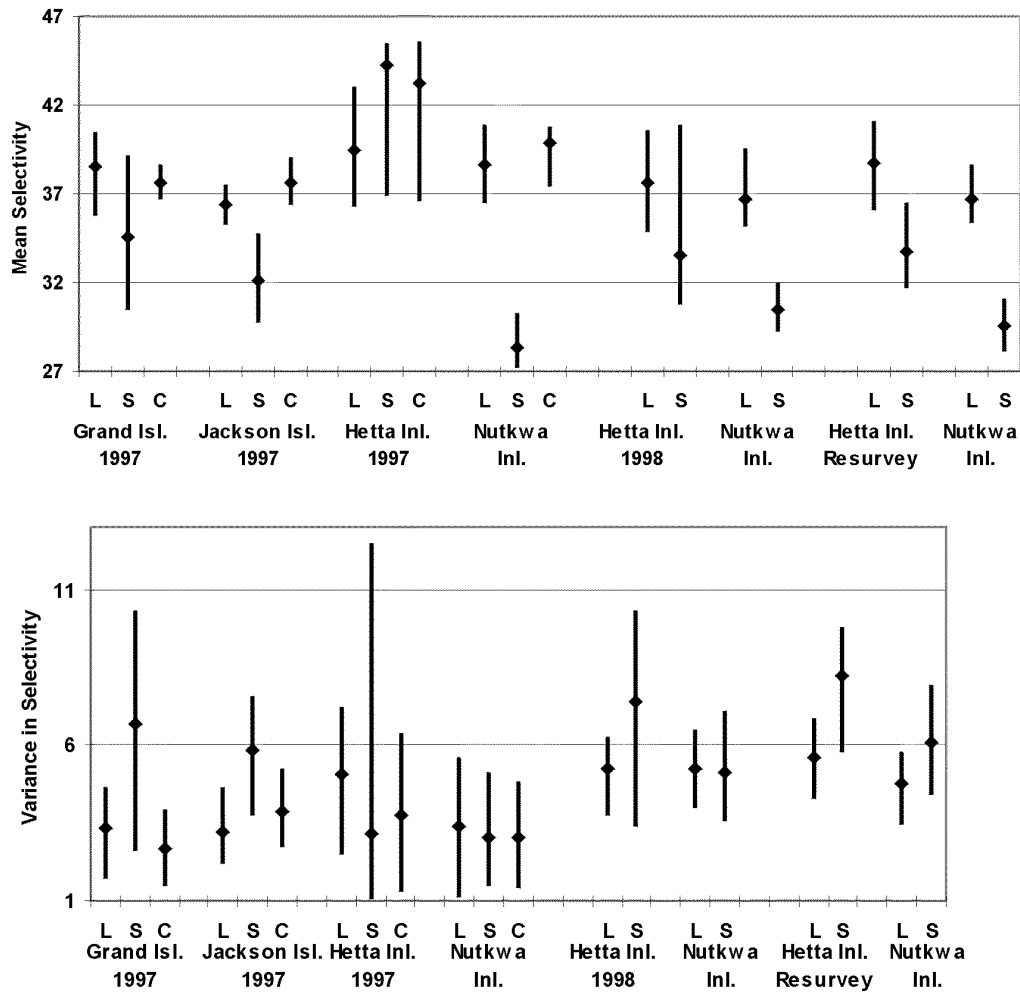 47
42
37
32
27
Mean Selectivity
L S C L S C L S C L S C L S L S L S L S
Grand Isl. Jackson Isl. Hetta Inl. Nutkwa Hetta Inl. Nutkwa Hetta Inl. Nutkwa
1997 1997 1997 Inl. 1998 Inl. Resurvey Inl.
11
6
1
Variance in Selectivity
L S C L S C L S C L S C L S L S L S L S
Grand Isl. Jackson Isl. Hetta Inl. Nutkwa Hetta Inl. Nutkwa Hetta Inl. Nutkwa
1997 1997 1997 Inl. 1998 Inl. Resurvey Inl.